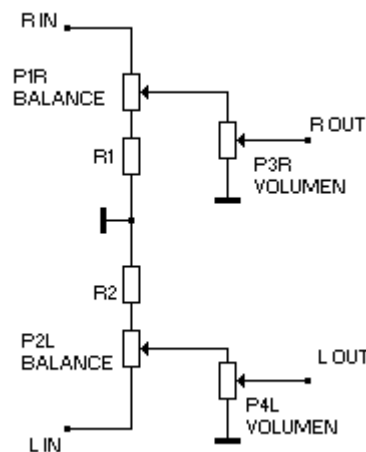 R IN
P1R
BALANCE
R OUT
R1
P3R
VOLUMEN
R2
P2L
BALANCE
L OUT
P4L
VOLUMEN
L IN